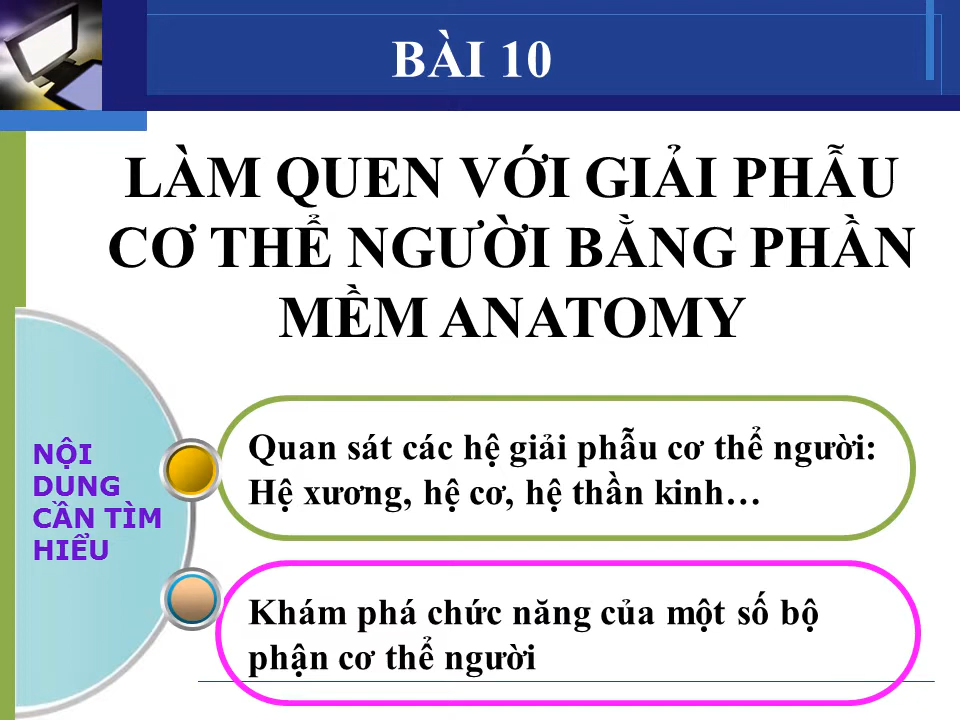 BÀI 10
LÀM QUEN VỚI GIẢI PHẪU
CƠ THỂ NGƯỜI BẰNG PHẦN
MỀM ANATOMY
NỘI
DUNG
CẦN TÌM
HIỂU
Quan sát các hệ giải phẫu cơ thể người:
Hệ xương, hệ cơ, hệ thần kinh…
Khám phá chức năng của một số bộ
phận cơ thể người